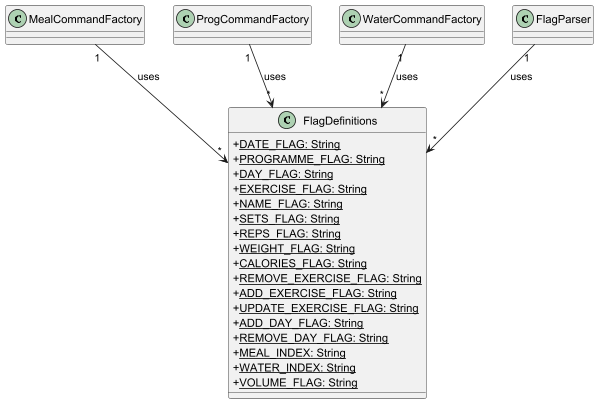 C MealCommandFactory
C ProgCommandFactory
C WaterCommandFactory
C FlagParser
1
1
1
1
uses
uses
uses
uses
*
*
*
*
C FlagDefinitions
+DATE_FLAG: String
+PROGRAMME_FLAG: String
+DAY_FLAG: String
+EXERCISE_FLAG: String
+NAME_FLAG: String
+SETS_FLAG: String
+REPS_FLAG: String
+WEIGHT_FLAG: String
+CALORIES_FLAG: String
+REMOVE_EXERCISE_FLAG: String
+ADD_EXERCISE_FLAG: String
+UPDATE_EXERCISE_FLAG: String
+ADD_DAY_FLAG: String
+REMOVE_DAY_FLAG: String
+MEAL_INDEX: String
+WATER_INDEX: String
+VOLUME_FLAG: String